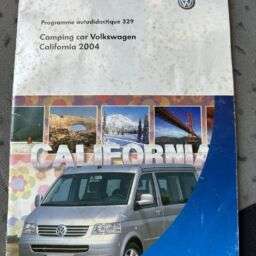 Programme autodidactique 329
Camping car Volkswagen
California 2004
CALIFORNIA